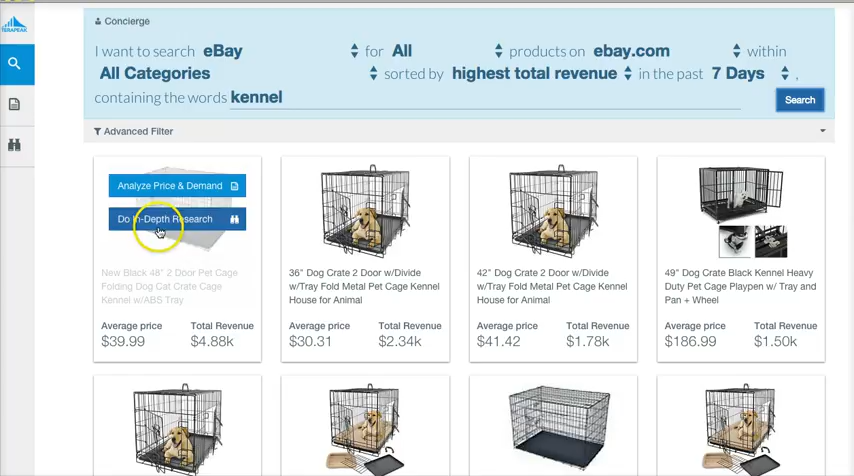 TERAPEAK
Concierge
I want to search eBay for All products on ebay.com within
All Categories sorted by highest total revenue in the past 7 Days ,
containing the words kennel
Search
Advanced Filter
Analyze Price & Demand
Do In-Depth Research
New Black 48" 2 Door Pet Cage
Folding Dog Cat Crate Cage
Kennel w/ABS Tray
Average price Total Revenue
$39.99 $4.88k
36" Dog Crate 2 Door w/Divide
w/Tray Fold Metal Pet Cage Kennel
House for Animal
Average price Total Revenue
$30.31 $2.34k
42" Dog Crate 2 Door w/Divide
w/Tray Fold Metal Pet Cage Kennel
House for Animal
Average price Total Revenue
$41.42 $1.78k
49" Dog Crate Black Kennel Heavy
Duty Pet Cage Playpen w/ Tray and
Pan + Wheel
Average price Total Revenue
$186.99 $1.50k